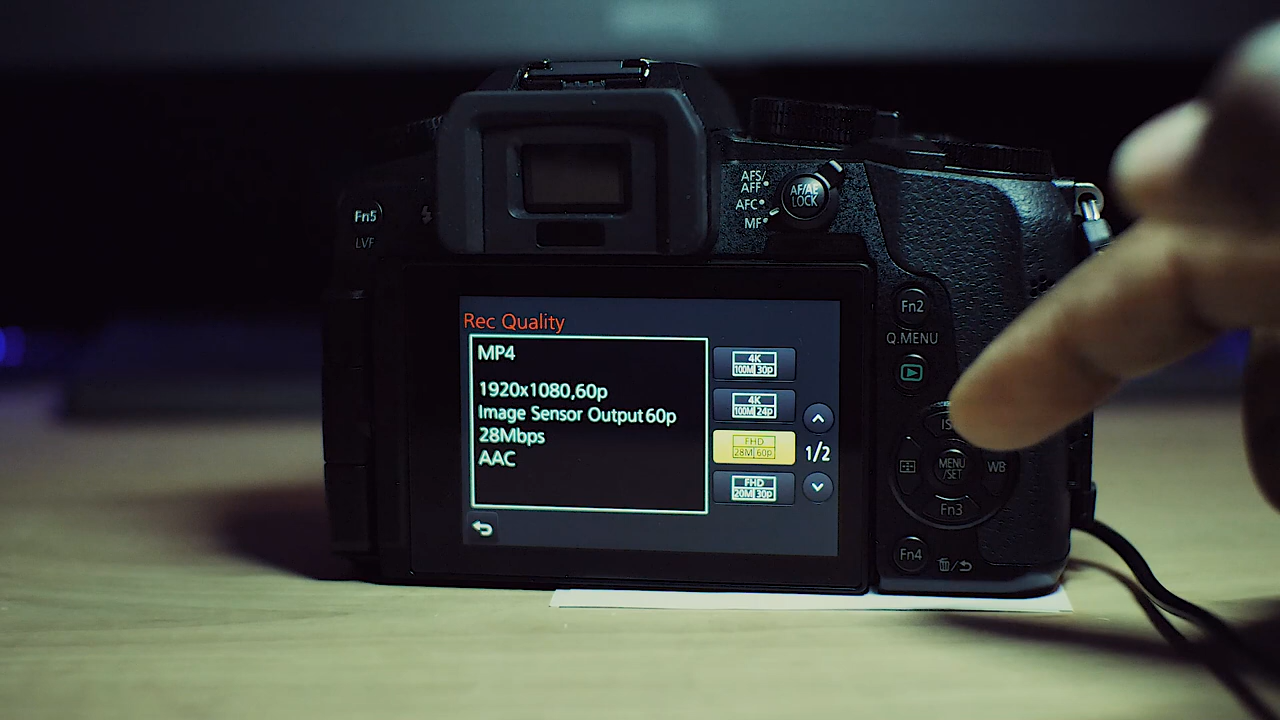 Fn5
LVF
AFS/
AFF
AFC
MF
AF/AE
LOCK
Fn2
Q.MENU
Rec Quality
MP4
1920x1080,60p
Image Sensor Output 60p
28Mbps
AAC
4K
100M 30p
4K
100M 24p
FHD
28M 60p
FHD
20M 30p
1/2
MENU
/SET
WB
Fn3
Fn4